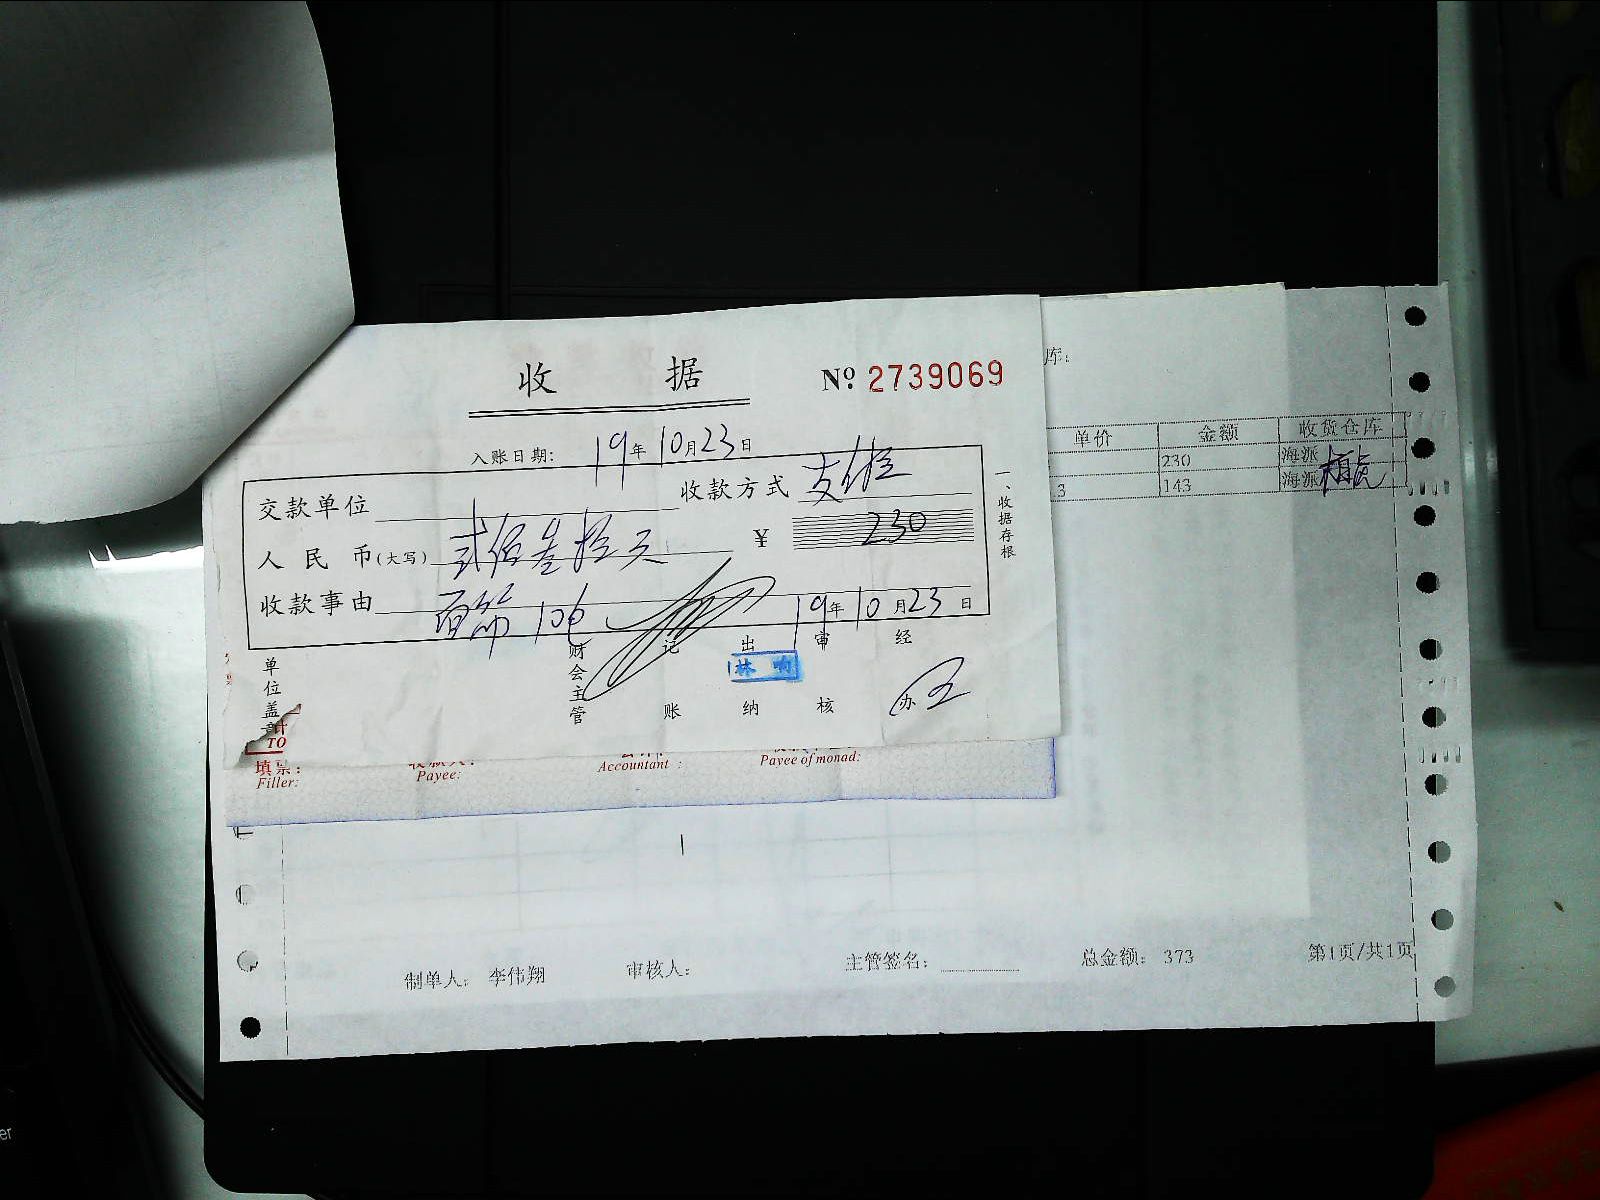 收 据 Nº 2739069
入账日期: 19年10月23日
交款单位 收款方式
人民币(大写) 贰佰叁拾元 ¥ 230
收款事由 106 19年10月23日
一、收据存根
单位盖章 财会主管 记账 出纳 审核 经办
TO
填票:
Filler:
Payee:
Accountant :
Payee of monad:
库:
单价 金额 收货仓库
230 海派
3 143 海派
制单人: 李伟翔 审核人: 主管签名: 总金额: 373 第1页/共1页
er